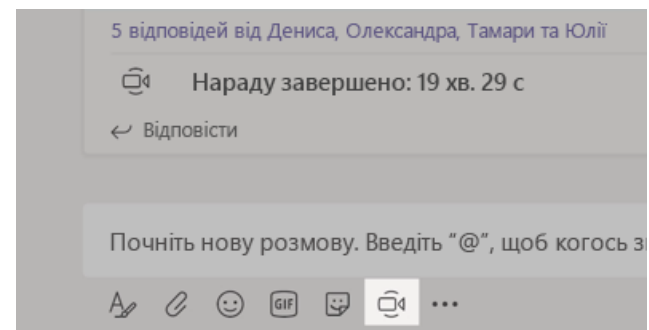 5 відповідей від Дениса, Олександра, Тамари та Юлії
Нараду завершено: 19 хв. 29 с
Відповісти
Почніть нову розмову. Введіть “@”, щоб когось
GIF